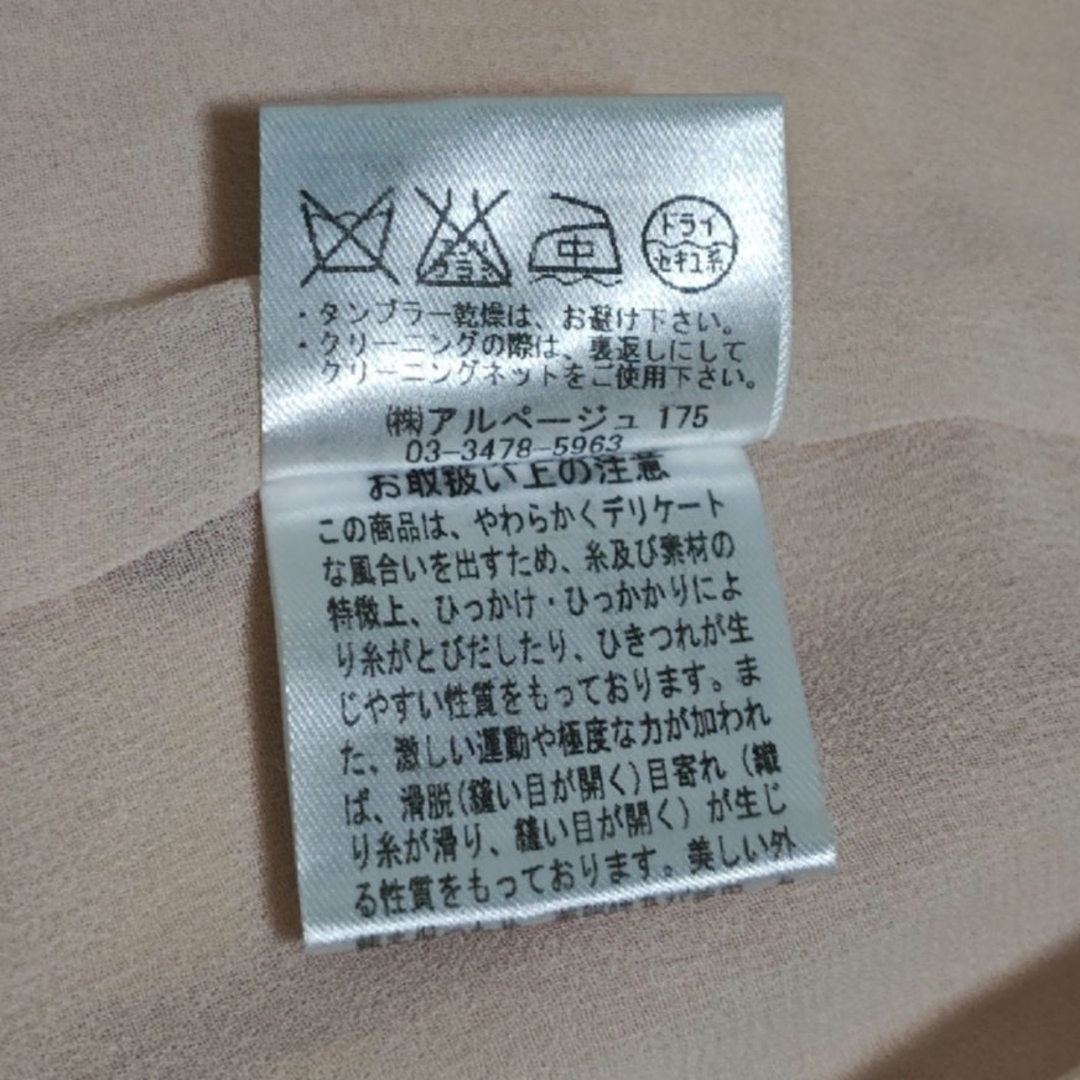 エンソ
サラシ
中
ドライ
セキユ系
・タンブラー乾燥は、お避け下さい。
・クリーニングの際は、裏返しにして
クリーニングネットをご使用下さい。
㈱アルページュ 175
03-3478-5963
お取扱い上の注意
この商品は、やわらかくデリケート
な風合いを出すため、糸及び素材の
特徴上、ひっかけ・ひっかかりによ
り糸がとびだしたり、ひきつれが生
じやすい性質をもっております。ま
た、激しい運動や極度な力が加われ
ば、滑脱(縫い目が開く)目寄れ（織
り糸が滑り、縫い目が開く）が生じ
る性質をもっております。美しい外